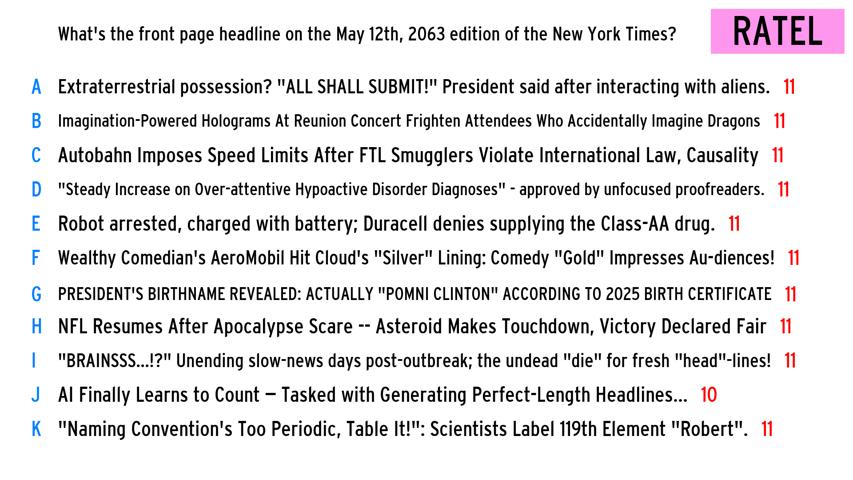 What's the front page headline on the May 12th, 2063 edition of the New York Times?
RATEL
A Extraterrestrial possession? "ALL SHALL SUBMIT!" President said after interacting with aliens. 11
B Imagination-Powered Holograms At Reunion Concert Frighten Attendees Who Accidentally Imagine Dragons 11
C Autobahn Imposes Speed Limits After FTL Smugglers Violate International Law, Causality 11
D "Steady Increase on Over-attentive Hypoactive Disorder Diagnoses" - approved by unfocused proofreaders. 11
E Robot arrested, charged with battery; Duracell denies supplying the Class-AA drug. 11
F Wealthy Comedian's AeroMobil Hit Cloud's "Silver" Lining: Comedy "Gold" Impresses Au-diences! 11
G PRESIDENT'S BIRTHNAME REVEALED: ACTUALLY "POMNI CLINTON" ACCORDING TO 2025 BIRTH CERTIFICATE 11
H NFL Resumes After Apocalypse Scare -- Asteroid Makes Touchdown, Victory Declared Fair 11
I "BRAINSSS...!?" Unending slow-news days post-outbreak; the undead "die" for fresh "head"-lines! 11
J AI Finally Learns to Count – Tasked with Generating Perfect-Length Headlines... 10
K "Naming Convention's Too Periodic, Table It!": Scientists Label 119th Element "Robert". 11